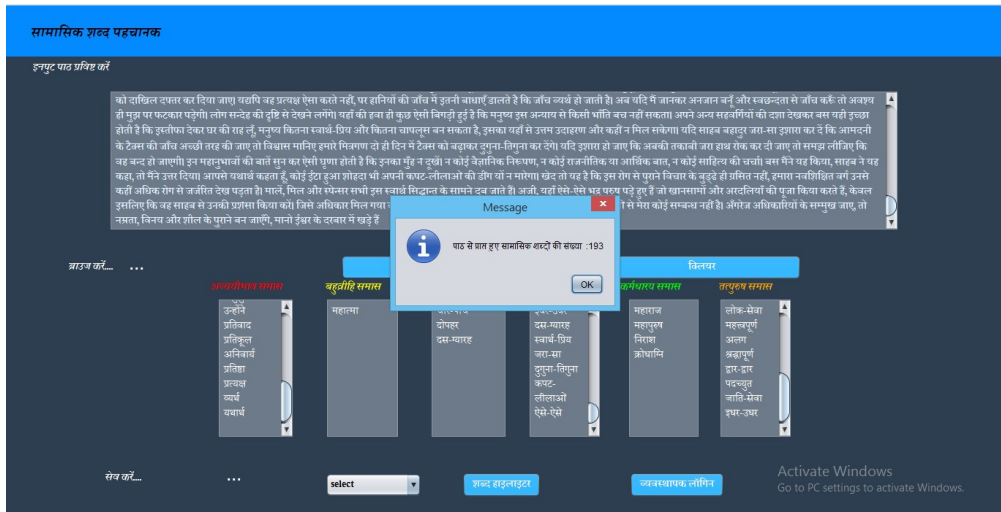 सामासिक शब्द पहचानक
इनपुट पाठ प्रविष्ट करें
को दाखिल दफ्तर कर दिया जाए। यद्यपि वह प्रत्यक्ष ऐसा करते नहीं, पर हानियों की जाँच में इतनी बाधाएँ डालते है कि जाँच व्यर्थ हो जाती है। अब यदि मैं जानकर अनजान बनूँ और स्वछन्दता से जाँच करूँ तो अवश्य
ही मुझ पर फटकार पड़ेगी। लोग सन्देह की दृष्टि से देखने लगेंगे। यहाँ की हवा ही कुछ ऐसी बिगड़ी हुई है कि मनुष्य इस अन्याय से किसी भाँति बच नहीं सकता। अपने अन्य सहवर्गियों की दशा देखकर बस यही इच्छा
होती है कि इस्तीफा देकर घर की राह लूँ, मनुष्य कितना स्वार्थ-प्रिय और कितना चापलूस बन सकता है, इसका यहाँ से उत्तम उदाहरण और कहीं न मिल सकेगा। यदि साहब बहादुर जरा-सा इशारा कर दें कि आमदनी
के टेक्स की जाँच अच्छी तरह की जाए तो विश्वास मानिए हमारे मित्रगण दो ही दिन में टैक्स को बढ़ाकर दुगुना-तिगुना कर देंगे। यदि इशारा हो जाए कि अबकी तकाबी जरा हाथ रोक कर दी जाए तो समझ लीजिए कि
वह बन्द हो जाएगी। इन महानुभावों की बातें सुन कर ऐसी घृणा होती है कि इनका मुँह न देखूं। न कोई वैज्ञानिक निरूपण, न कोई राजनीतिक या आर्थिक बात, न कोई साहित्य की चर्चा। बस मैंने यह किया, साहब ने यह
कहा, तो मैंने उत्तर दिया। आपसे यथार्थ कहता हूँ, कोई छँटा हुआ शोहदा भी अपनी कपट-लीलाओं की डींग यों न मारेगा। खेद तो यह है कि इस रोग से पुराने विचार के बुड्ढे ही ग्रसित नहीं, हमारा नवशिक्षित वर्ग उनसे
कहीं अधिक रोग से जर्जरित देख पड़ता है। मार्ले, मिल और स्पेन्सर सभी इस स्वार्थ सिद्धान्त के सामने दब जाते हैं। अजी, यहाँ ऐसे-ऐसे भद्र पुरुष पड़े हुए हैं जो खानसामों और अरदलियों की पूजा किया करते हैं, केवल
इसलिए कि वह साहब से उनकी प्रशंसा किया करें। जिसे अधिकार मिल गया से मेरा कोई सम्बन्ध नहीं है। अँग्रेज अधिकारियों के सम्मुख जाए, तो
नम्रता, विनय और शील के पुतले बन जाएँगे, मानो ईश्वर के दरबार में खड़े हैं
Message
पाठ से प्राप्त हुए सामासिक शब्दों की संख्या :193
OK
ब्राउज करें.... ...
क्लियर
अव्ययीभाव समास बहुव्रीहि समास कर्मधारय समास तत्पुरुष समास
उन्होंने महात्मा महाराज लोक-सेवा
प्रतिवाद दोपहर दस-ग्यारह महापुरुष महत्त्वपूर्ण
प्रतिकूल दस-ग्यारह स्वार्थ-प्रिय निराश अलग
अनिवार्य जरा-सा क्रोधाग्नि श्रद्धापूर्ण
प्रतिष्ठा दुगुना-तिगुना द्वार-द्वार
प्रत्यक्ष कपट- पदच्युत
व्यर्थ लीलाओं जाति-सेवा
यथार्थ ऐसे-ऐसे इधर-उधर
सेव करें.... ... select शब्द हाइलाइटर व्यवस्थापक लॉगिन
Activate Windows
Go to PC settings to activate Windows.